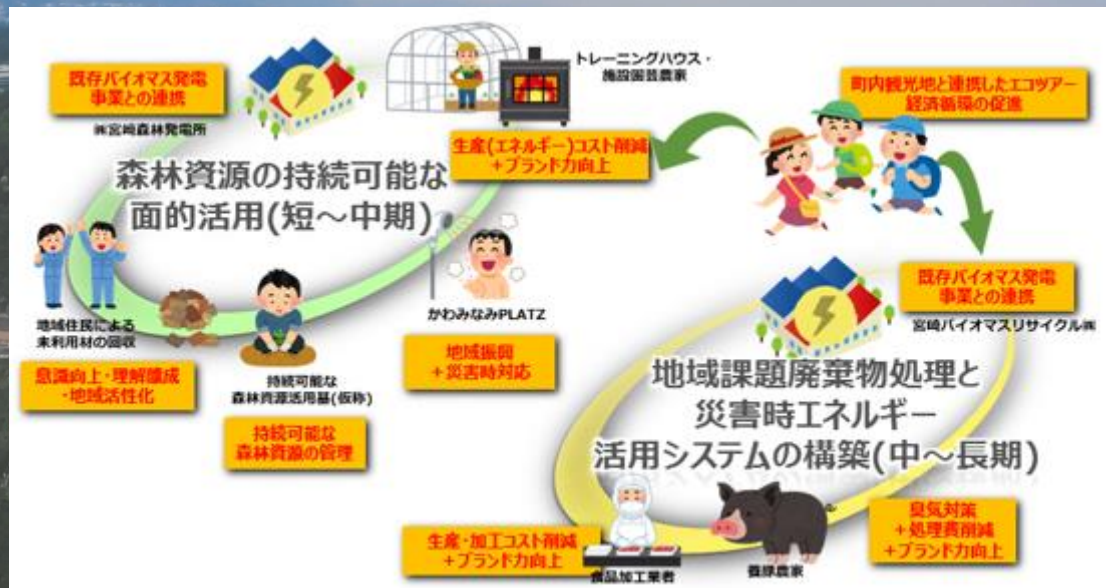 既存バイオマス発電
事業との連携
㈱宮崎森林発電所
トレーニングハウス・
施設園芸農家
生産(エネルギー)コスト削減
+ブランド力向上
森林資源の持続可能な
面的活用(短～中期)
地域住民による
未利用材の回収
意識向上・理解醸成
・地域活性化
持続可能な
森林資源活用基(仮称)
持続可能な
森林資源の管理
かわみなみPLATZ
地域振興
+災害時対応
町内観光地と連携したエコツアー
経済循環の促進
既存バイオマス発電
事業との連携
宮崎バイオマスリサイクル㈱
地域課題廃棄物処理と
災害時エネルギー
活用システムの構築(中～長期)
生産・加工コスト削減
+ブランド力向上
食品加工業者
養豚農家
臭気対策
+処理費削減
+ブランド力向上